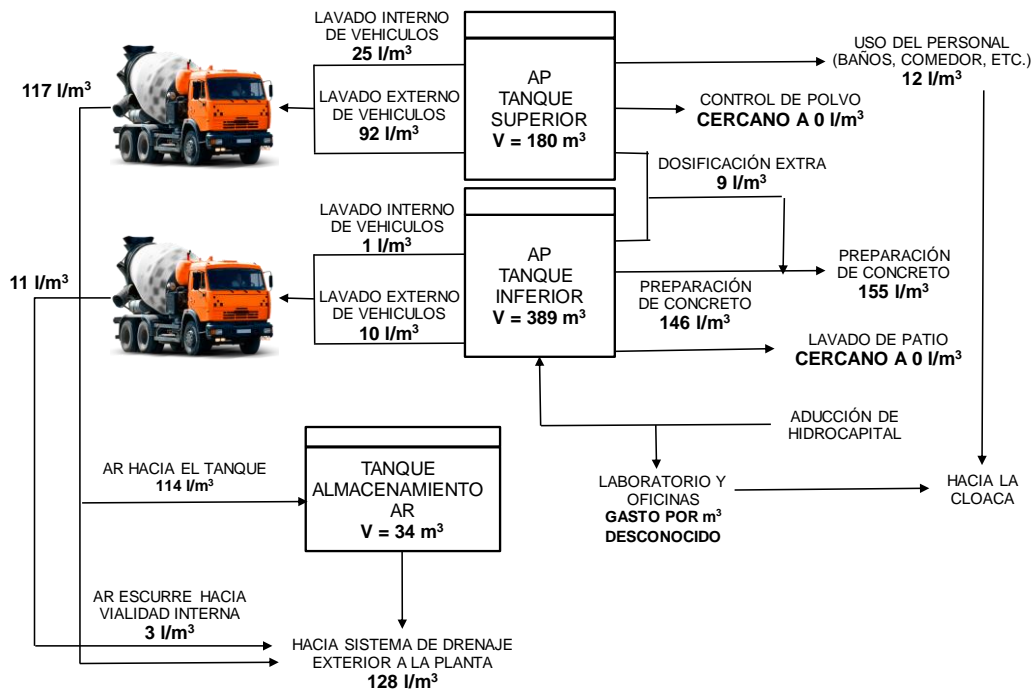 LAVADO INTERNO
DE VEHICULOS
25 l/m³
117 l/m³
LAVADO EXTERNO
DE VEHICULOS
92 l/m³
AP
TANQUE
SUPERIOR
V = 180 m³
USO DEL PERSONAL
(BAÑOS, COMEDOR, ETC.)
12 l/m³
CONTROL DE POLVO
CERCANO A 0 l/m³
DOSIFICACIÓN EXTRA
9 l/m³
LAVADO INTERNO
DE VEHICULOS
1 l/m³
11 l/m³
LAVADO EXTERNO
DE VEHICULOS
10 l/m³
AP
TANQUE
INFERIOR
V = 389 m³
PREPARACIÓN
DE CONCRETO
146 l/m³
PREPARACIÓN
DE CONCRETO
155 l/m³
LAVADO DE PATIO
CERCANO A 0 l/m³
ADUCCIÓN DE
HIDROCAPITAL
AR HACIA EL TANQUE
114 l/m³
TANQUE
ALMACENAMIENTO
AR
V = 34 m³
LABORATORIO Y
OFICINAS
GASTO POR m³
DESCONOCIDO
HACIA LA
CLOACA
AR ESCURRE HACIA
VIALIDAD INTERNA
3 l/m³
HACIA SISTEMA DE DRENAJE
EXTERIOR A LA PLANTA
128 l/m³